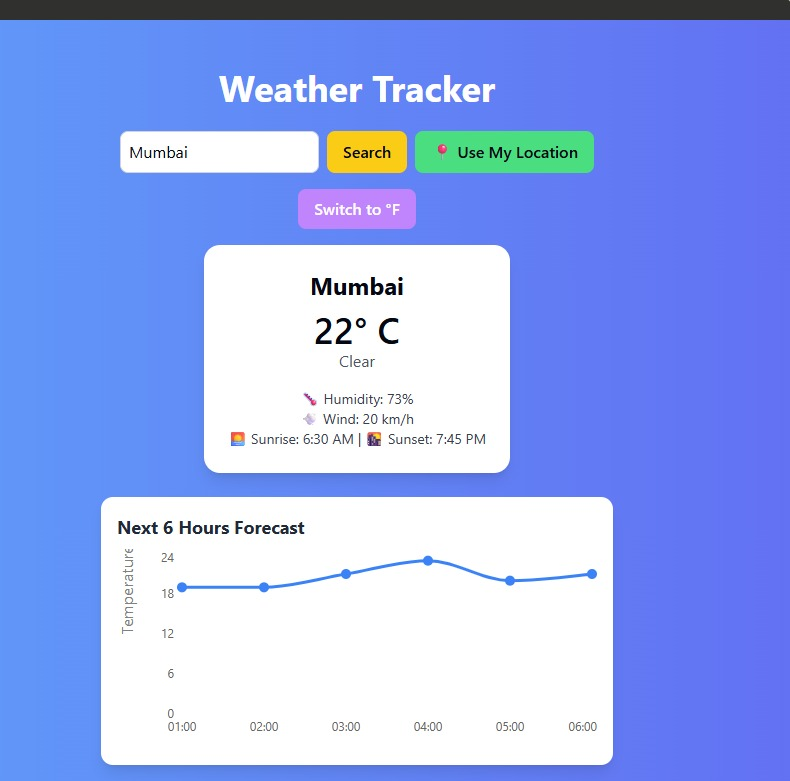 Weather Tracker
Mumbai
Search
📍 Use My Location
Switch to °F
Mumbai
22° C
Clear
Humidity: 73%
Wind: 20 km/h
🌅 Sunrise: 6:30 AM | 🌇 Sunset: 7:45 PM
Next 6 Hours Forecast
Temperature
24
18
12
6
0
01:00 02:00 03:00 04:00 05:00 06:00